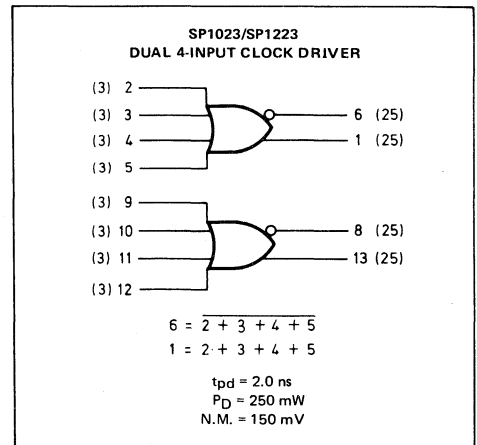 SP1023/SP1223
DUAL 4-INPUT CLOCK DRIVER
(3) 2
(3) 3
(3) 4
(3) 5
6 (25)
1 (25)
(3) 9
(3) 10
(3) 11
(3) 12
8 (25)
13 (25)
6 = 2 + 3 + 4 + 5
1 = 2 + 3 + 4 + 5
tpd = 2.0 ns
PD = 250 mW
N.M. = 150 mV